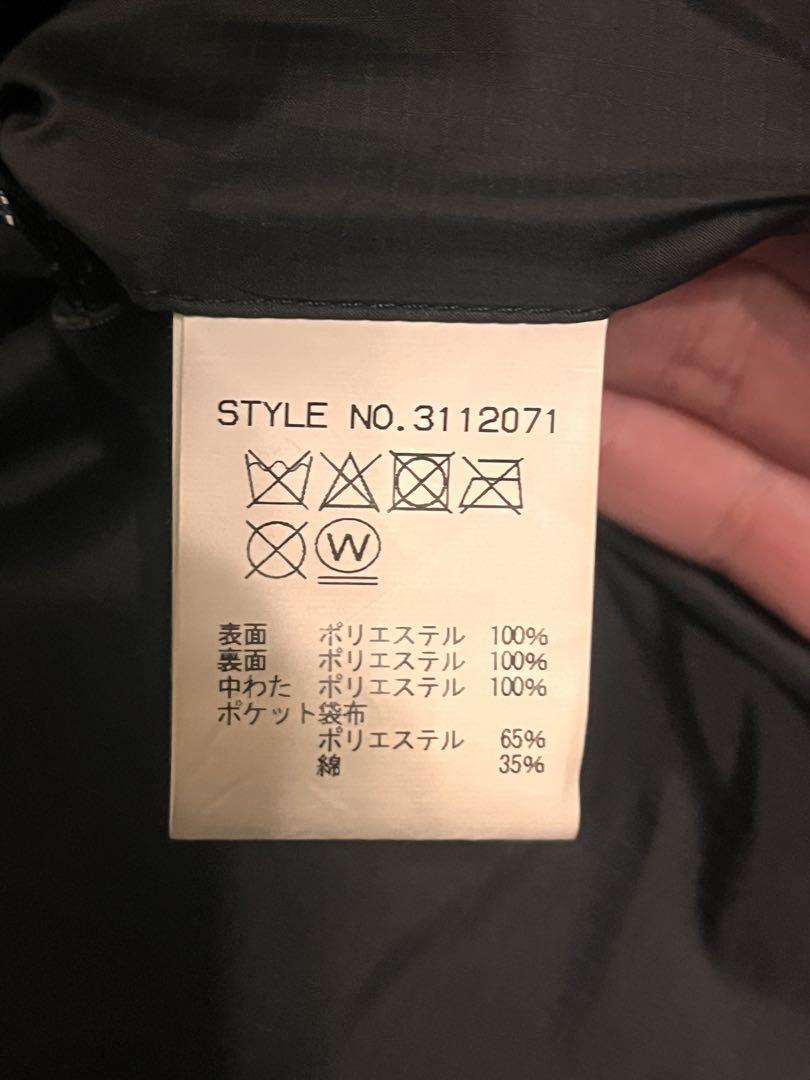 STYLE NO.3112071
W
表面 ポリエステル 100%
裏面 ポリエステル 100%
中わた ポリエステル 100%
ポケット袋布
ポリエステル 65%
綿 35%